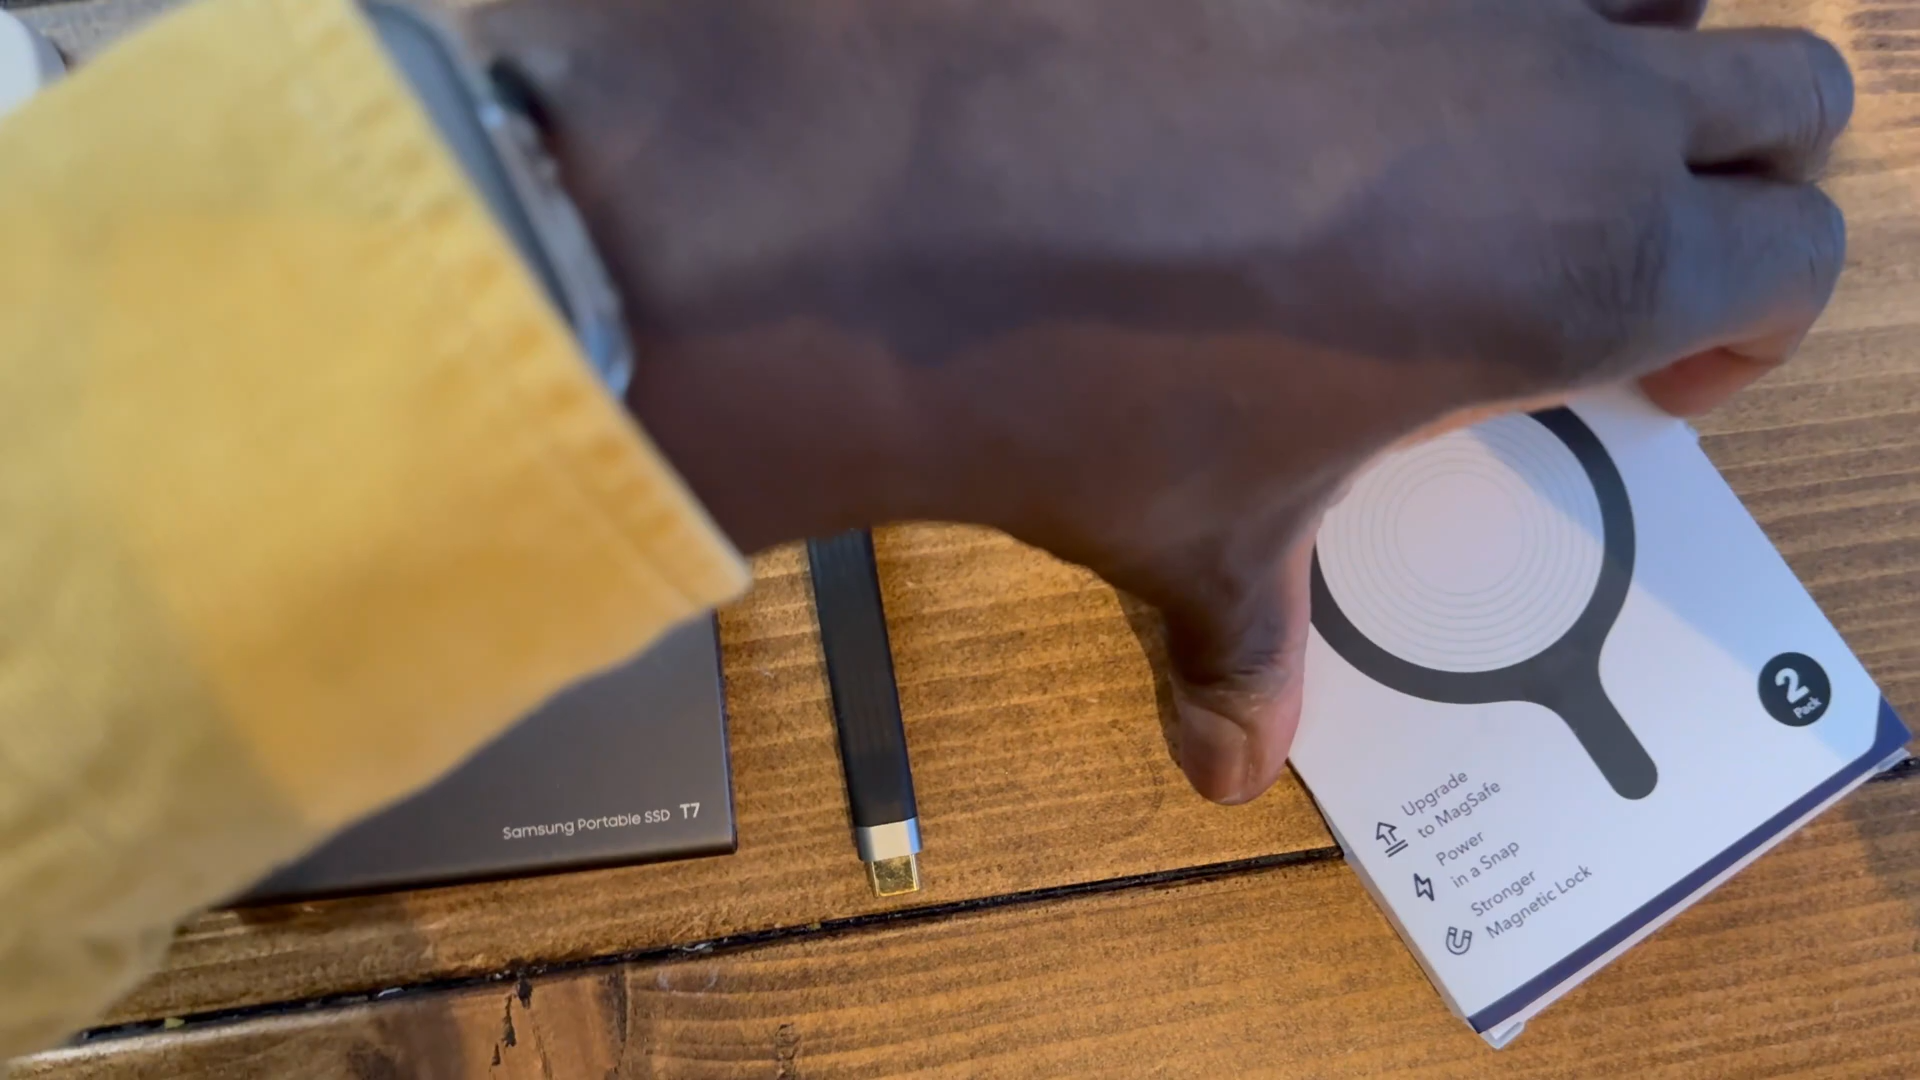 Samsung Portable SSD T7
2
Pack
Upgrade
to MagSafe
Power
in a Snap
Stronger
Magnetic Lock